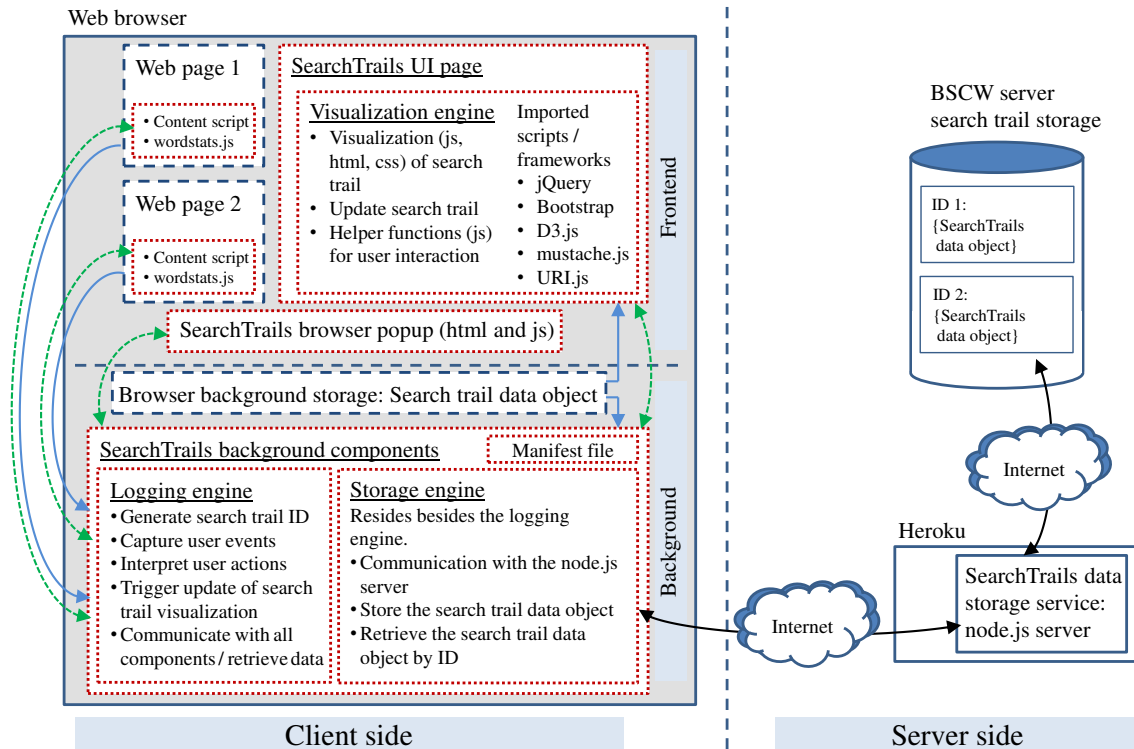 Web browser
Web page 1
• Content script
• wordstats.js
Web page 2
• Content script
• wordstats.js
SearchTrails UI page
Visualization engine
• Visualization (js,
html, css) of search
trail
• Update search trail
• Helper functions (js)
for user interaction
Imported
scripts /
frameworks
• jQuery
• Bootstrap
• D3.js
• mustache.js
• URI.js
Frontend
SearchTrails browser popup (html and js)
Browser background storage: Search trail data object
SearchTrails background components
Manifest file
Logging engine
• Generate search trail ID
• Capture user events
• Interpret user actions
• Trigger update of search
trail visualization
• Communicate with all
components / retrieve data
Storage engine
Resides besides the logging
engine.
• Communication with the node.js
server
• Store the search trail data object
• Retrieve the search trail data
object by ID
Background
Client side
BSCW server
search trail storage
ID 1:
{SearchTrails
data object}
ID 2:
{SearchTrails
data object}
Internet
Internet
Heroku
SearchTrails data
storage service:
node.js server
Server side